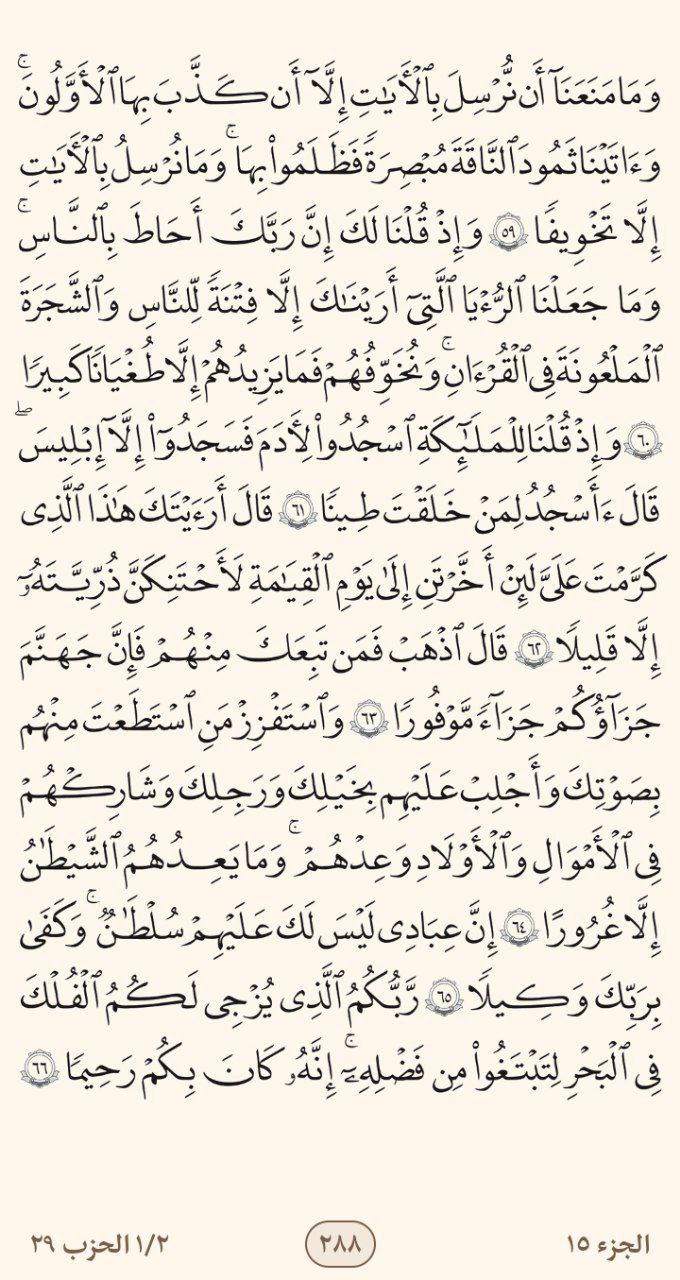 وَمَا مَنَعَنَآ أَن نُّرْسِلَ بِٱلْأَيَٰتِ إِلَّآ أَن كَذَّبَ بِهَا ٱلْأَوَّلُونَ ۚ
وَءَاتَيْنَا ثَمُودَ ٱلنَّاقَةَ مُبْصِرَةً فَظَلَمُوا۟ بِهَا ۚ وَمَا نُرْسِلُ بِٱلْأَيَٰتِ
إِلَّا تَخْوِيفًا ٥٩ وَإِذْ قُلْنَا لَكَ إِنَّ رَبَّكَ أَحَاطَ بِٱلنَّاسِ ۚ
وَمَا جَعَلْنَا ٱلرُّءْيَا ٱلَّتِىٓ أَرَيْنَٰكَ إِلَّا فِتْنَةً لِّلنَّاسِ وَٱلشَّجَرَةَ
ٱلْمَلْعُونَةَ فِى ٱلْقُرْءَانِ ۚ وَنُخَوِّفُهُمْ فَمَا يَزِيدُهُمْ إِلَّا طُغْيَٰنًا كَبِيرًا
٦٠ وَإِذْ قُلْنَا لِلْمَلَٰٓئِكَةِ ٱسْجُدُوا۟ لِأَدَمَ فَسَجَدُوٓا۟ إِلَّآ إِبْلِيسَ ۖ
قَالَ ءَأَسْجُدُ لِمَنْ خَلَقْتَ طِينًا ٦١ قَالَ أَرَءَيْتَكَ هَٰذَا ٱلَّذِى
كَرَّمْتَ عَلَىَّ لَئِنْ أَخَّرْتَنِ إِلَىٰ يَوْمِ ٱلْقِيَٰمَةِ لَأَحْتَنِكَنَّ ذُرِّيَّتَهُۥٓ
إِلَّا قَلِيلًا ٦٢ قَالَ ٱذْهَبْ فَمَن تَبِعَكَ مِنْهُمْ فَإِنَّ جَهَنَّمَ
جَزَآؤُكُمْ جَزَآءً مَّوْفُورًا ٦٣ وَٱسْتَفْزِزْ مَنِ ٱسْتَطَعْتَ مِنْهُم
بِصَوْتِكَ وَأَجْلِبْ عَلَيْهِم بِخَيْلِكَ وَرَجِلِكَ وَشَارِكْهُمْ
فِى ٱلْأَمْوَٰلِ وَٱلْأَوْلَٰدِ وَعِدْهُمْ ۚ وَمَا يَعِدُهُمُ ٱلشَّيْطَٰنُ
إِلَّا غُرُورًا ٦٤ إِنَّ عِبَادِى لَيْسَ لَكَ عَلَيْهِمْ سُلْطَٰنٌ ۚ وَكَفَىٰ
بِرَبِّكَ وَكِيلًا ٦٥ رَّبُّكُمُ ٱلَّذِى يُزْجِى لَكُمُ ٱلْفُلْكَ
فِى ٱلْبَحْرِ لِتَبْتَغُوا۟ مِن فَضْلِهِۦٓ ۚ إِنَّهُۥ كَانَ بِكُمْ رَحِيمًا ٦٦
الجزء ١٥
٢٨٨
١/٢ الحزب ٢٩